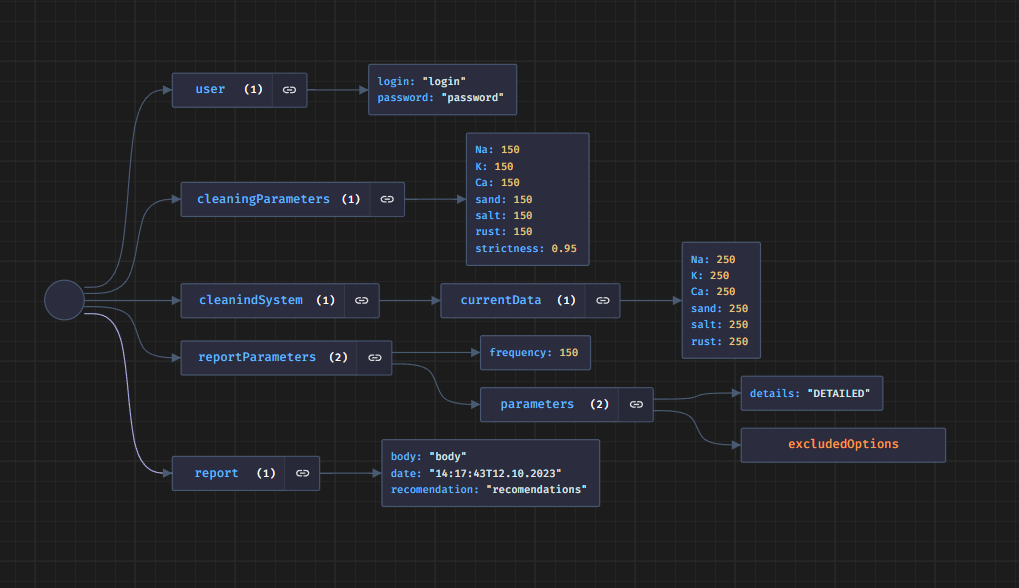 user (1)
login: "login"
password: "password"
cleaningParameters (1)
Na: 150
K: 150
Ca: 150
sand: 150
salt: 150
rust: 150
strictness: 0.95
cleanindSystem (1)
currentData (1)
Na: 250
K: 250
Ca: 250
sand: 250
salt: 250
rust: 250
reportParameters (2)
frequency: 150
parameters (2)
details: "DETAILED"
excludedOptions
report (1)
body: "body"
date: "14:17:43T12.10.2023"
recomendation: "recomendations"